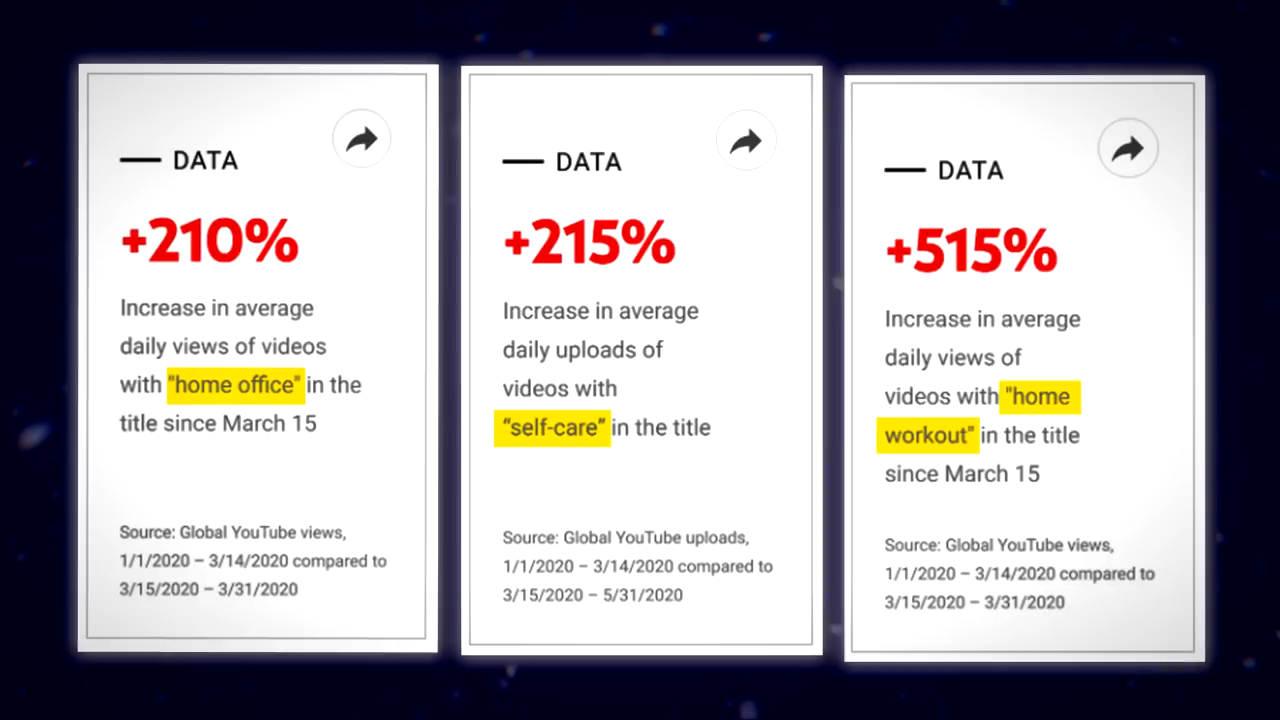 DATA
+210%
Increase in average
daily views of videos
with "home office" in the
title since March 15
Source: Global YouTube views,
1/1/2020 – 3/14/2020 compared to
3/15/2020 – 3/31/2020
DATA
+215%
Increase in average
daily uploads of
videos with
“self-care” in the title
Source: Global YouTube uploads,
1/1/2020 – 3/14/2020 compared to
3/15/2020 – 5/31/2020
DATA
+515%
Increase in average
daily views of
videos with "home
workout" in the title
since March 15
Source: Global YouTube views,
1/1/2020 – 3/14/2020 compared to
3/15/2020 – 3/31/2020